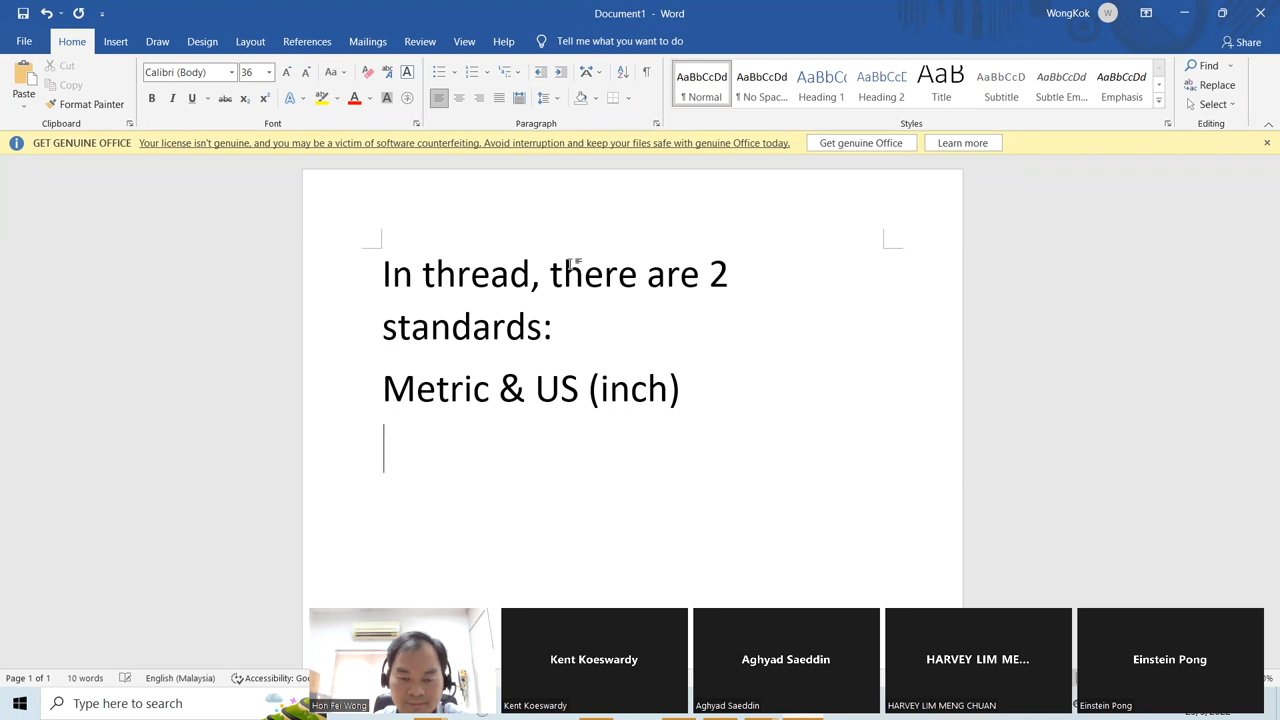 Document1 - Word
WongKok
W
File Home Insert Draw Design Layout References Mailings Review View Help Tell me what you want to do
Share
Paste
Cut
Copy
Format Painter
Clipboard
Calibri (Body) 36
Font
Paragraph
AaBbCcDd AaBbCcDd AaBbCc AaBbCcD AaB AaBbCcD AaBbCcDd AaBbCcDd
¶ Normal ¶ No Spac... Heading 1 Heading 2 Title Subtitle Subtle Em... Emphasis
Styles
Find
Replace
Select
Editing
GET GENUINE OFFICE Your license isn't genuine, and you may be a victim of software counterfeiting. Avoid interruption and keep your files safe with genuine Office today. Get genuine Office Learn more
In thread, there are 2
standards:
Metric & US (inch)
Kent Koeswardy
Aghyad Saeddin
HARVEY LIM ME...
Einstein Pong
Page 1 of 1 10 words English (Malaysia)
Type here to search
Hon Fei Wong
Kent Koeswardy
Aghyad Saeddin
HARVEY LIM MENG CHUAN
Einstein Pong